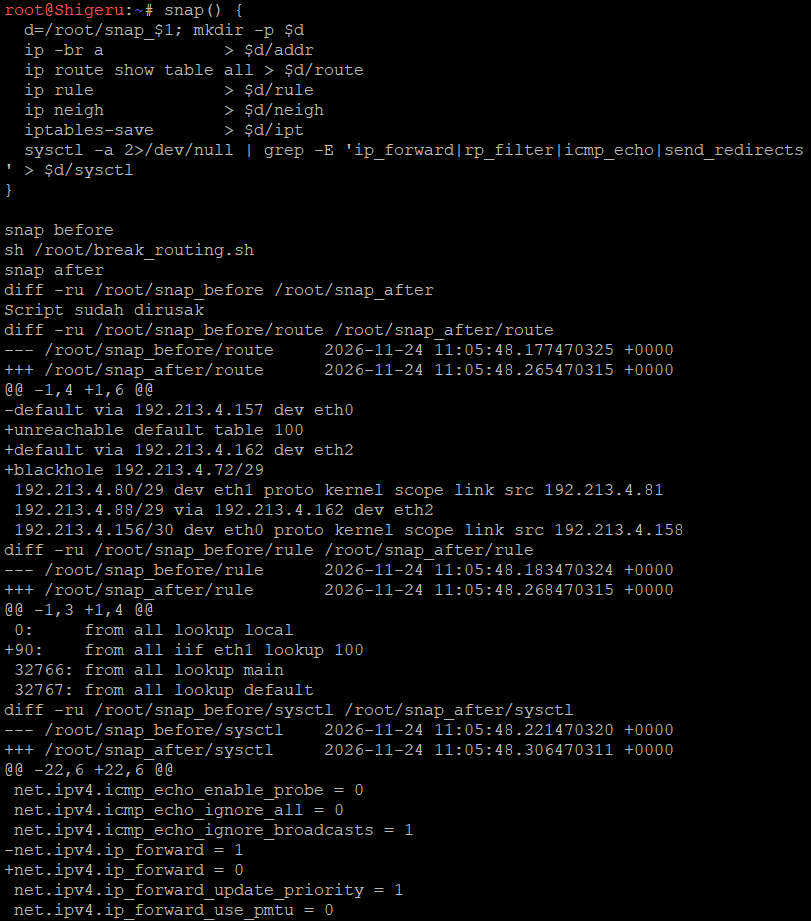 root@Shigeru:~# snap() {
  d=/root/snap_$1; mkdir -p $d
  ip -br a            > $d/addr
  ip route show table all > $d/route
  ip rule             > $d/rule
  ip neigh            > $d/neigh
  iptables-save       > $d/ipt
  sysctl -a 2>/dev/null | grep -E 'ip_forward|rp_filter|icmp_echo|send_redirects
' > $d/sysctl
}

snap before
sh /root/break_routing.sh
snap after
diff -ru /root/snap_before /root/snap_after
Script sudah dirusak
diff -ru /root/snap_before/route /root/snap_after/route
--- /root/snap_before/route     2026-11-24 11:05:48.177470325 +0000
+++ /root/snap_after/route      2026-11-24 11:05:48.265470315 +0000
@@ -1,4 +1,6 @@
-default via 192.213.4.157 dev eth0
+unreachable default table 100
+default via 192.213.4.162 dev eth2
+blackhole 192.213.4.72/29
 192.213.4.80/29 dev eth1 proto kernel scope link src 192.213.4.81
 192.213.4.88/29 via 192.213.4.162 dev eth2
 192.213.4.156/30 dev eth0 proto kernel scope link src 192.213.4.158
diff -ru /root/snap_before/rule /root/snap_after/rule
--- /root/snap_before/rule      2026-11-24 11:05:48.183470324 +0000
+++ /root/snap_after/rule       2026-11-24 11:05:48.268470315 +0000
@@ -1,3 +1,4 @@
 0:     from all lookup local
+90:    from all iif eth1 lookup 100
 32766: from all lookup main
 32767: from all lookup default
diff -ru /root/snap_before/sysctl /root/snap_after/sysctl
--- /root/snap_before/sysctl    2026-11-24 11:05:48.221470320 +0000
+++ /root/snap_after/sysctl     2026-11-24 11:05:48.306470311 +0000
@@ -22,6 +22,6 @@
 net.ipv4.icmp_echo_enable_probe = 0
 net.ipv4.icmp_echo_ignore_all = 0
 net.ipv4.icmp_echo_ignore_broadcasts = 1
-net.ipv4.ip_forward = 1
+net.ipv4.ip_forward = 0
 net.ipv4.ip_forward_update_priority = 1
 net.ipv4.ip_forward_use_pmtu = 0